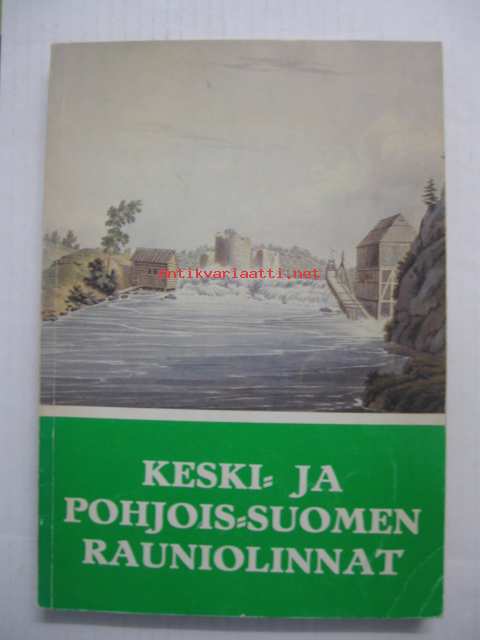 Antikvariaatti.net
KESKI= JA
POHJOIS=SUOMEN
RAUNIOLINNAT